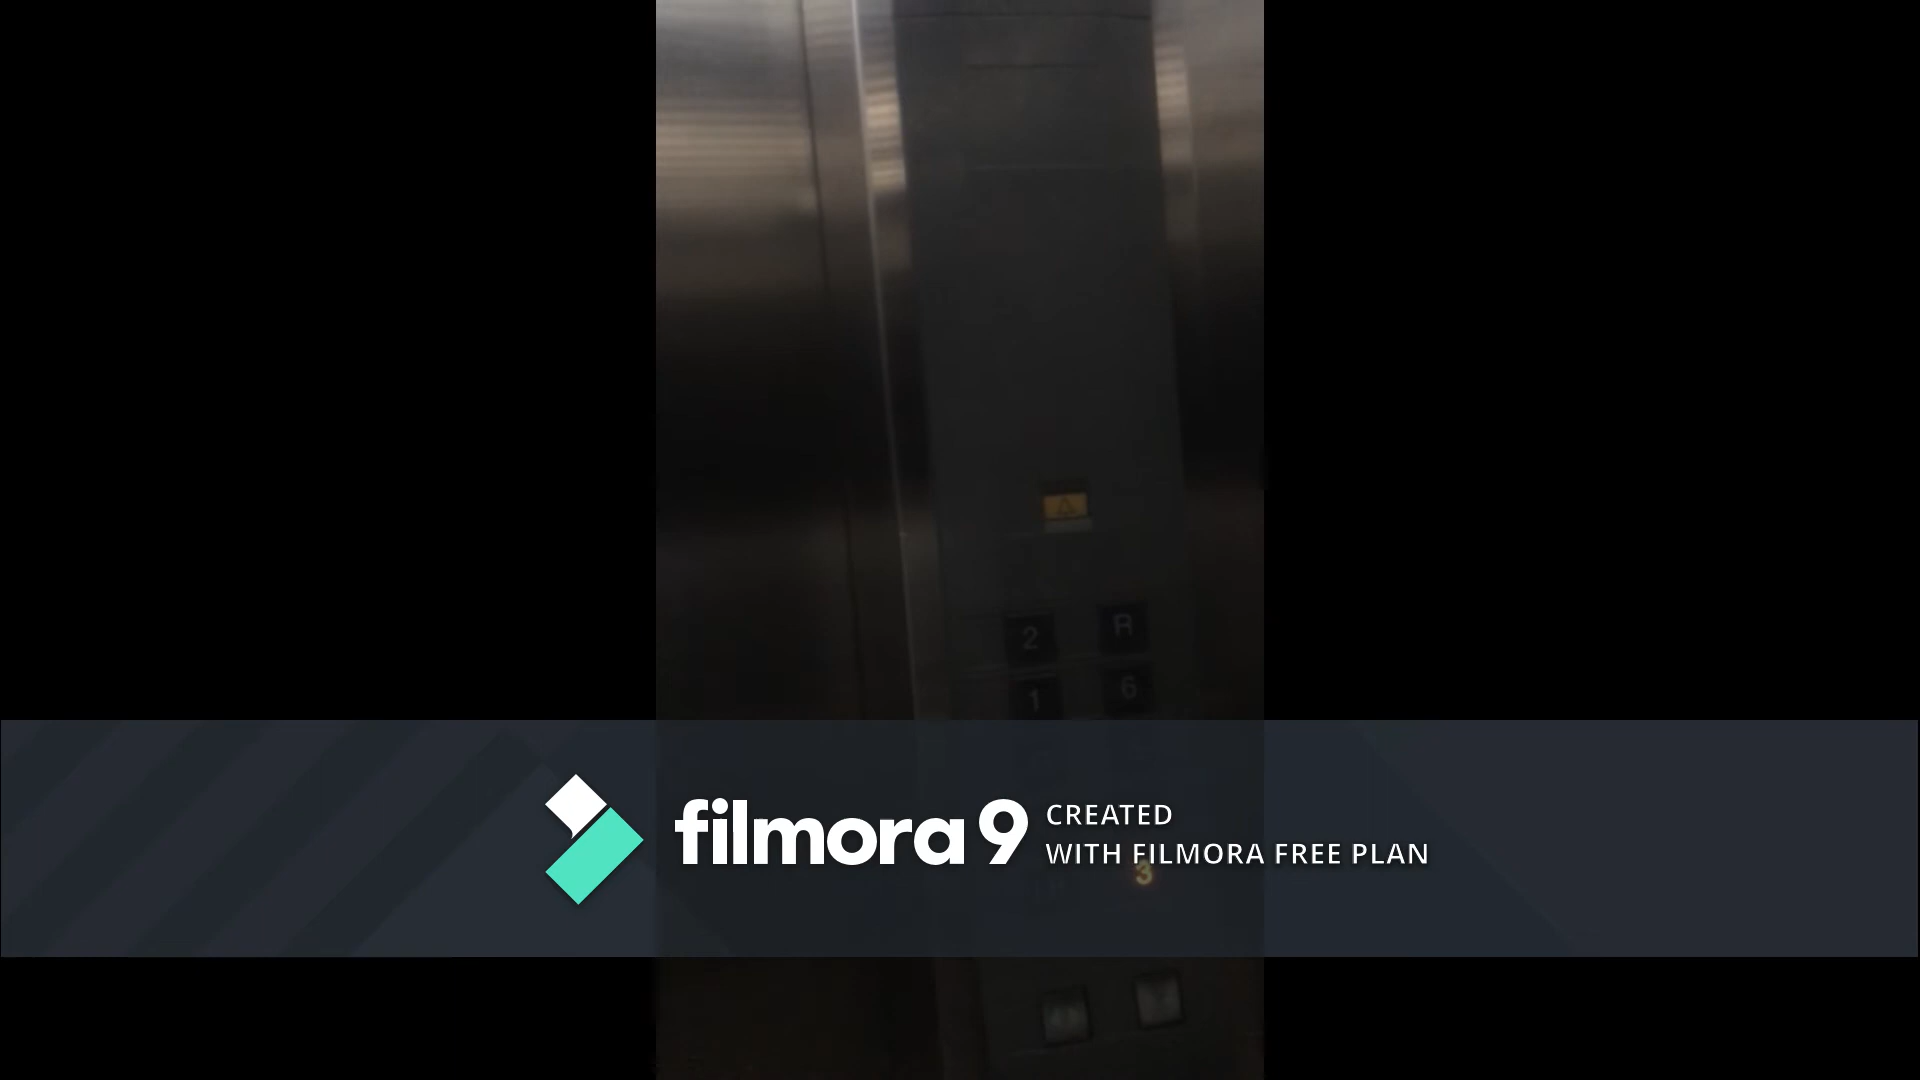 2 R
1 6
filmora 9 CREATED
WITH FILMORA FREE PLAN
3